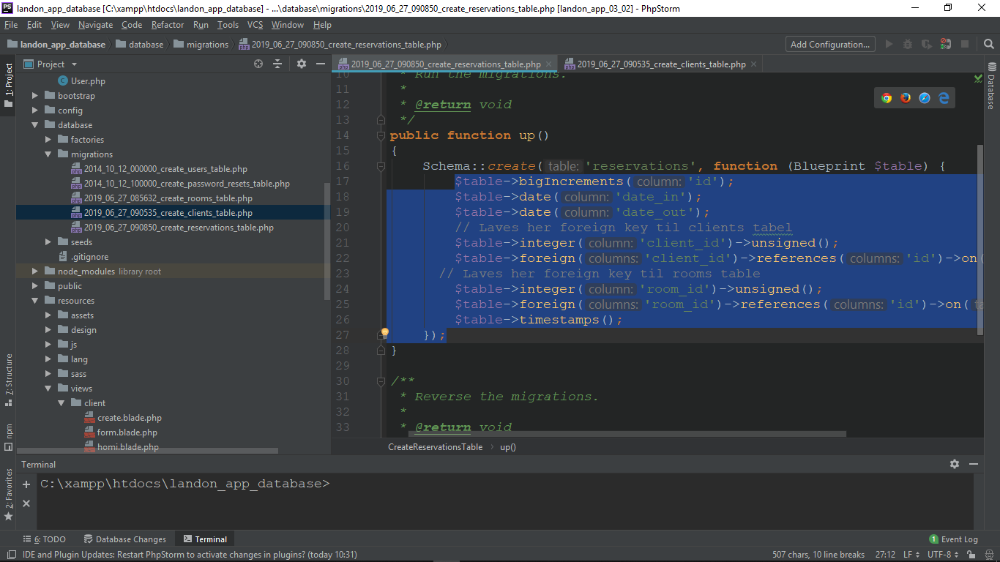 landon_app_database [C:\xampp\htdocs\landon_app_database] - ...\database\migrations\2019_06_27_090850_create_reservations_table.php [landon_app_03_02] - PhpStorm
File Edit View Navigate Code Refactor Run Tools VCS Window Help
landon_app_database database migrations 2019_06_27_090850_create_reservations_table.php Add Configuration...
1: Project
Project
User.php
bootstrap
config
database
factories
migrations
2014_10_12_000000_create_users_table.php
2014_10_12_100000_create_password_resets_table.php
2019_06_27_085632_create_rooms_table.php
2019_06_27_090535_create_clients_table.php
2019_06_27_090850_create_reservations_table.php
seeds
.gitignore
node_modules library root
public
resources
assets
design
js
lang
sass
views
client
create.blade.php
form.blade.php
homi.blade.php
7: Structure
npm
2: Favorites
2019_06_27_090850_create_reservations_table.php 2019_06_27_090535_create_clients_table.php
Database
10 * Run the migrations.
11 *
12 * @return void
13 */
14 public function up()
15 {
16 Schema::create( table: 'reservations', function (Blueprint $table) {
17 $table->bigIncrements( column: 'id');
18 $table->date( column: 'date_in');
19 $table->date( column: 'date_out');
20 // Laves her foreign key til clients tabel
21 $table->integer( column: 'client_id')->unsigned();
22 $table->foreign( columns: 'client_id')->references( columns: 'id')->on(
23 // Laves her foreign key til rooms table
24 $table->integer( column: 'room_id')->unsigned();
25 $table->foreign( columns: 'room_id')->references( columns: 'id')->on( ta
26 $table->timestamps();
27 });
28 }
29
30 /**
31 * Reverse the migrations.
32 *
33 * @return void
CreateReservationsTable up()
Terminal
C:\xampp\htdocs\landon_app_database>
6: TODO Database Changes Terminal 1 Event Log
IDE and Plugin Updates: Restart PhpStorm to activate changes in plugins? (today 10:31) 507 chars, 10 line breaks 27:12 LF UTF-8